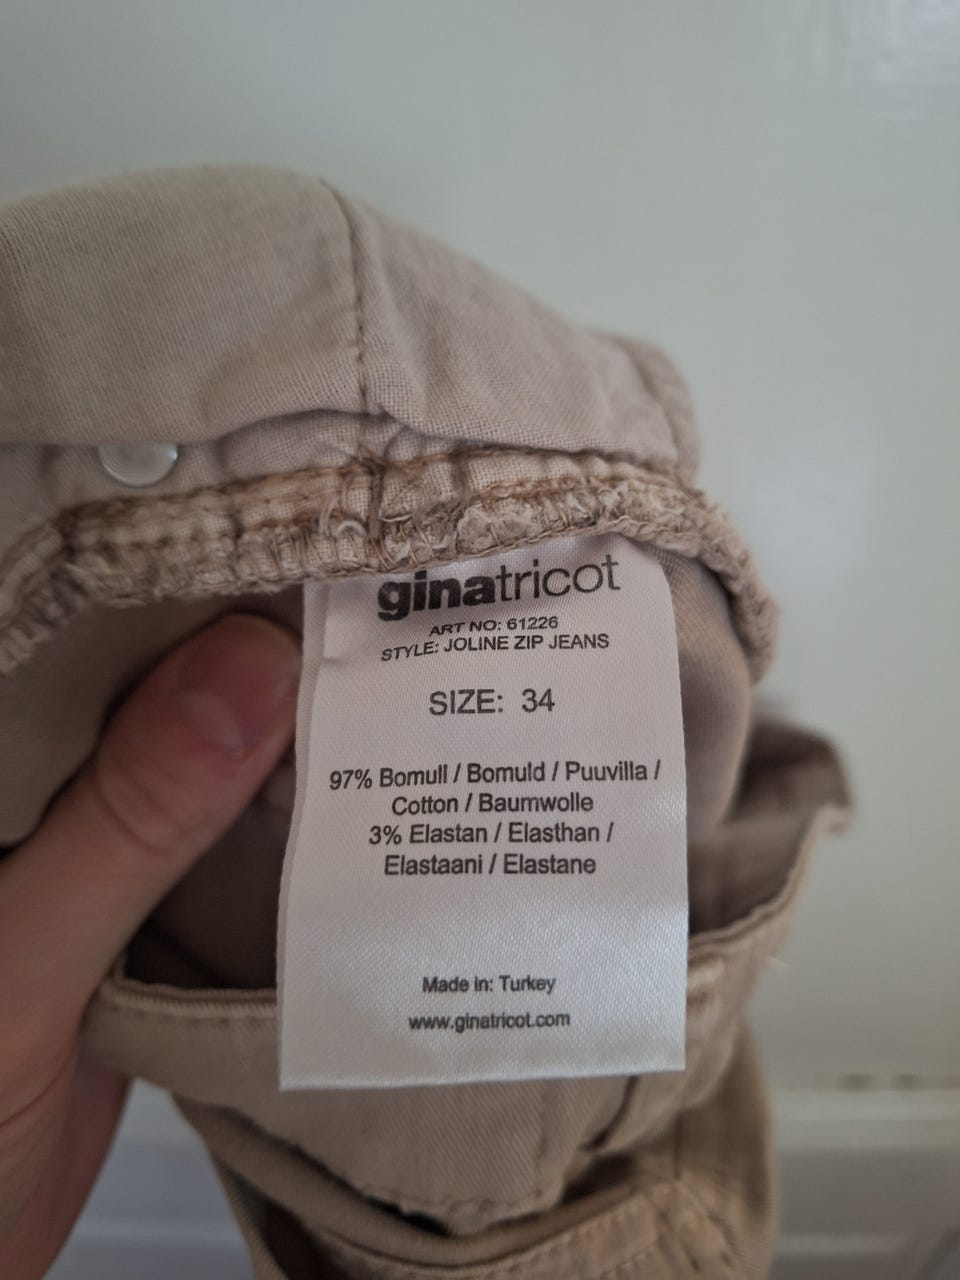 ginatricot
ART NO: 61226
STYLE: JOLINE ZIP JEANS
SIZE: 34
97% Bomull / Bomuld / Puuvilla /
Cotton / Baumwolle
3% Elastan / Elasthan /
Elastaani / Elastane
Made in: Turkey
www.ginatricot.com